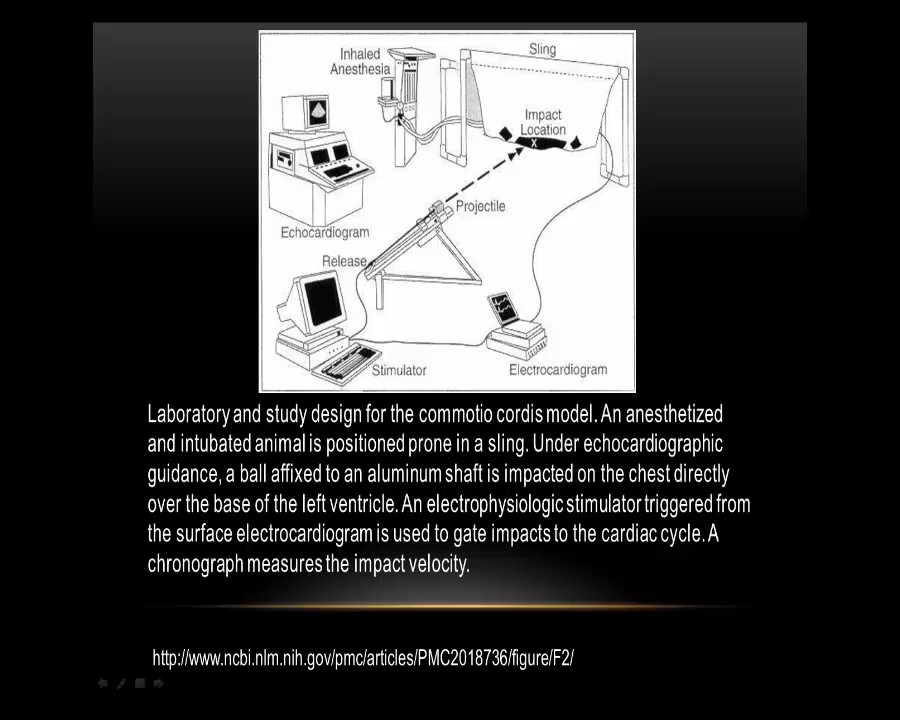 Inhaled
Anesthesia
Sling
Impact
Location
X
Projectile
Echocardiogram
Release
Stimulator
Electrocardiogram
Laboratory and study design for the commotio cordis model. An anesthetized
and intubated animal is positioned prone in a sling. Under echocardiographic
guidance, a ball affixed to an aluminum shaft is impacted on the chest directly
over the base of the left ventricle. An electrophysiologic stimulator triggered from
the surface electrocardiogram is used to gate impacts to the cardiac cycle. A
chronograph measures the impact velocity.
http://www.ncbi.nlm.nih.gov/pmc/articles/PMC2018736/figure/F2/